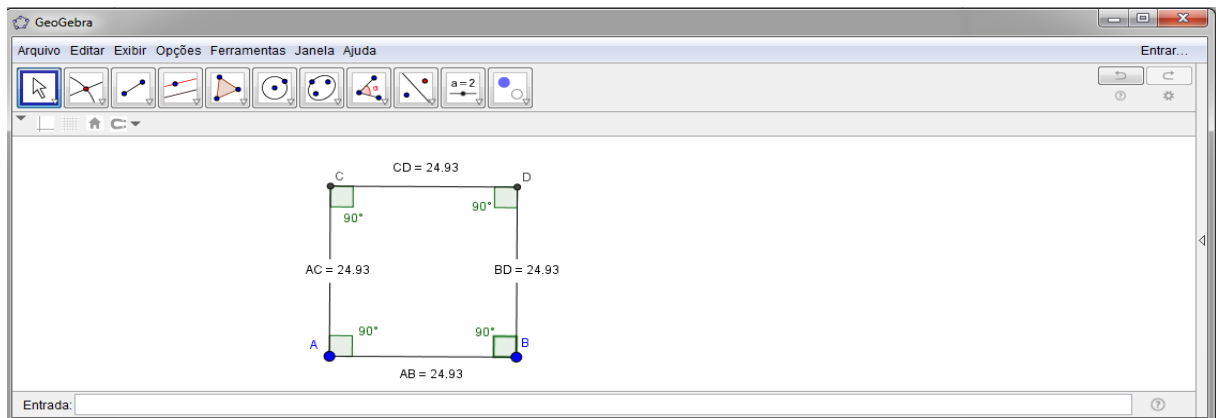 GeoGebra
Arquivo Editar Exibir Opções Ferramentas Janela Ajuda
Entrar...
α
a=2
CD = 24.93
C
D
90°
90°
AC = 24.93
BD = 24.93
90°
90°
A
B
AB = 24.93
Entrada: